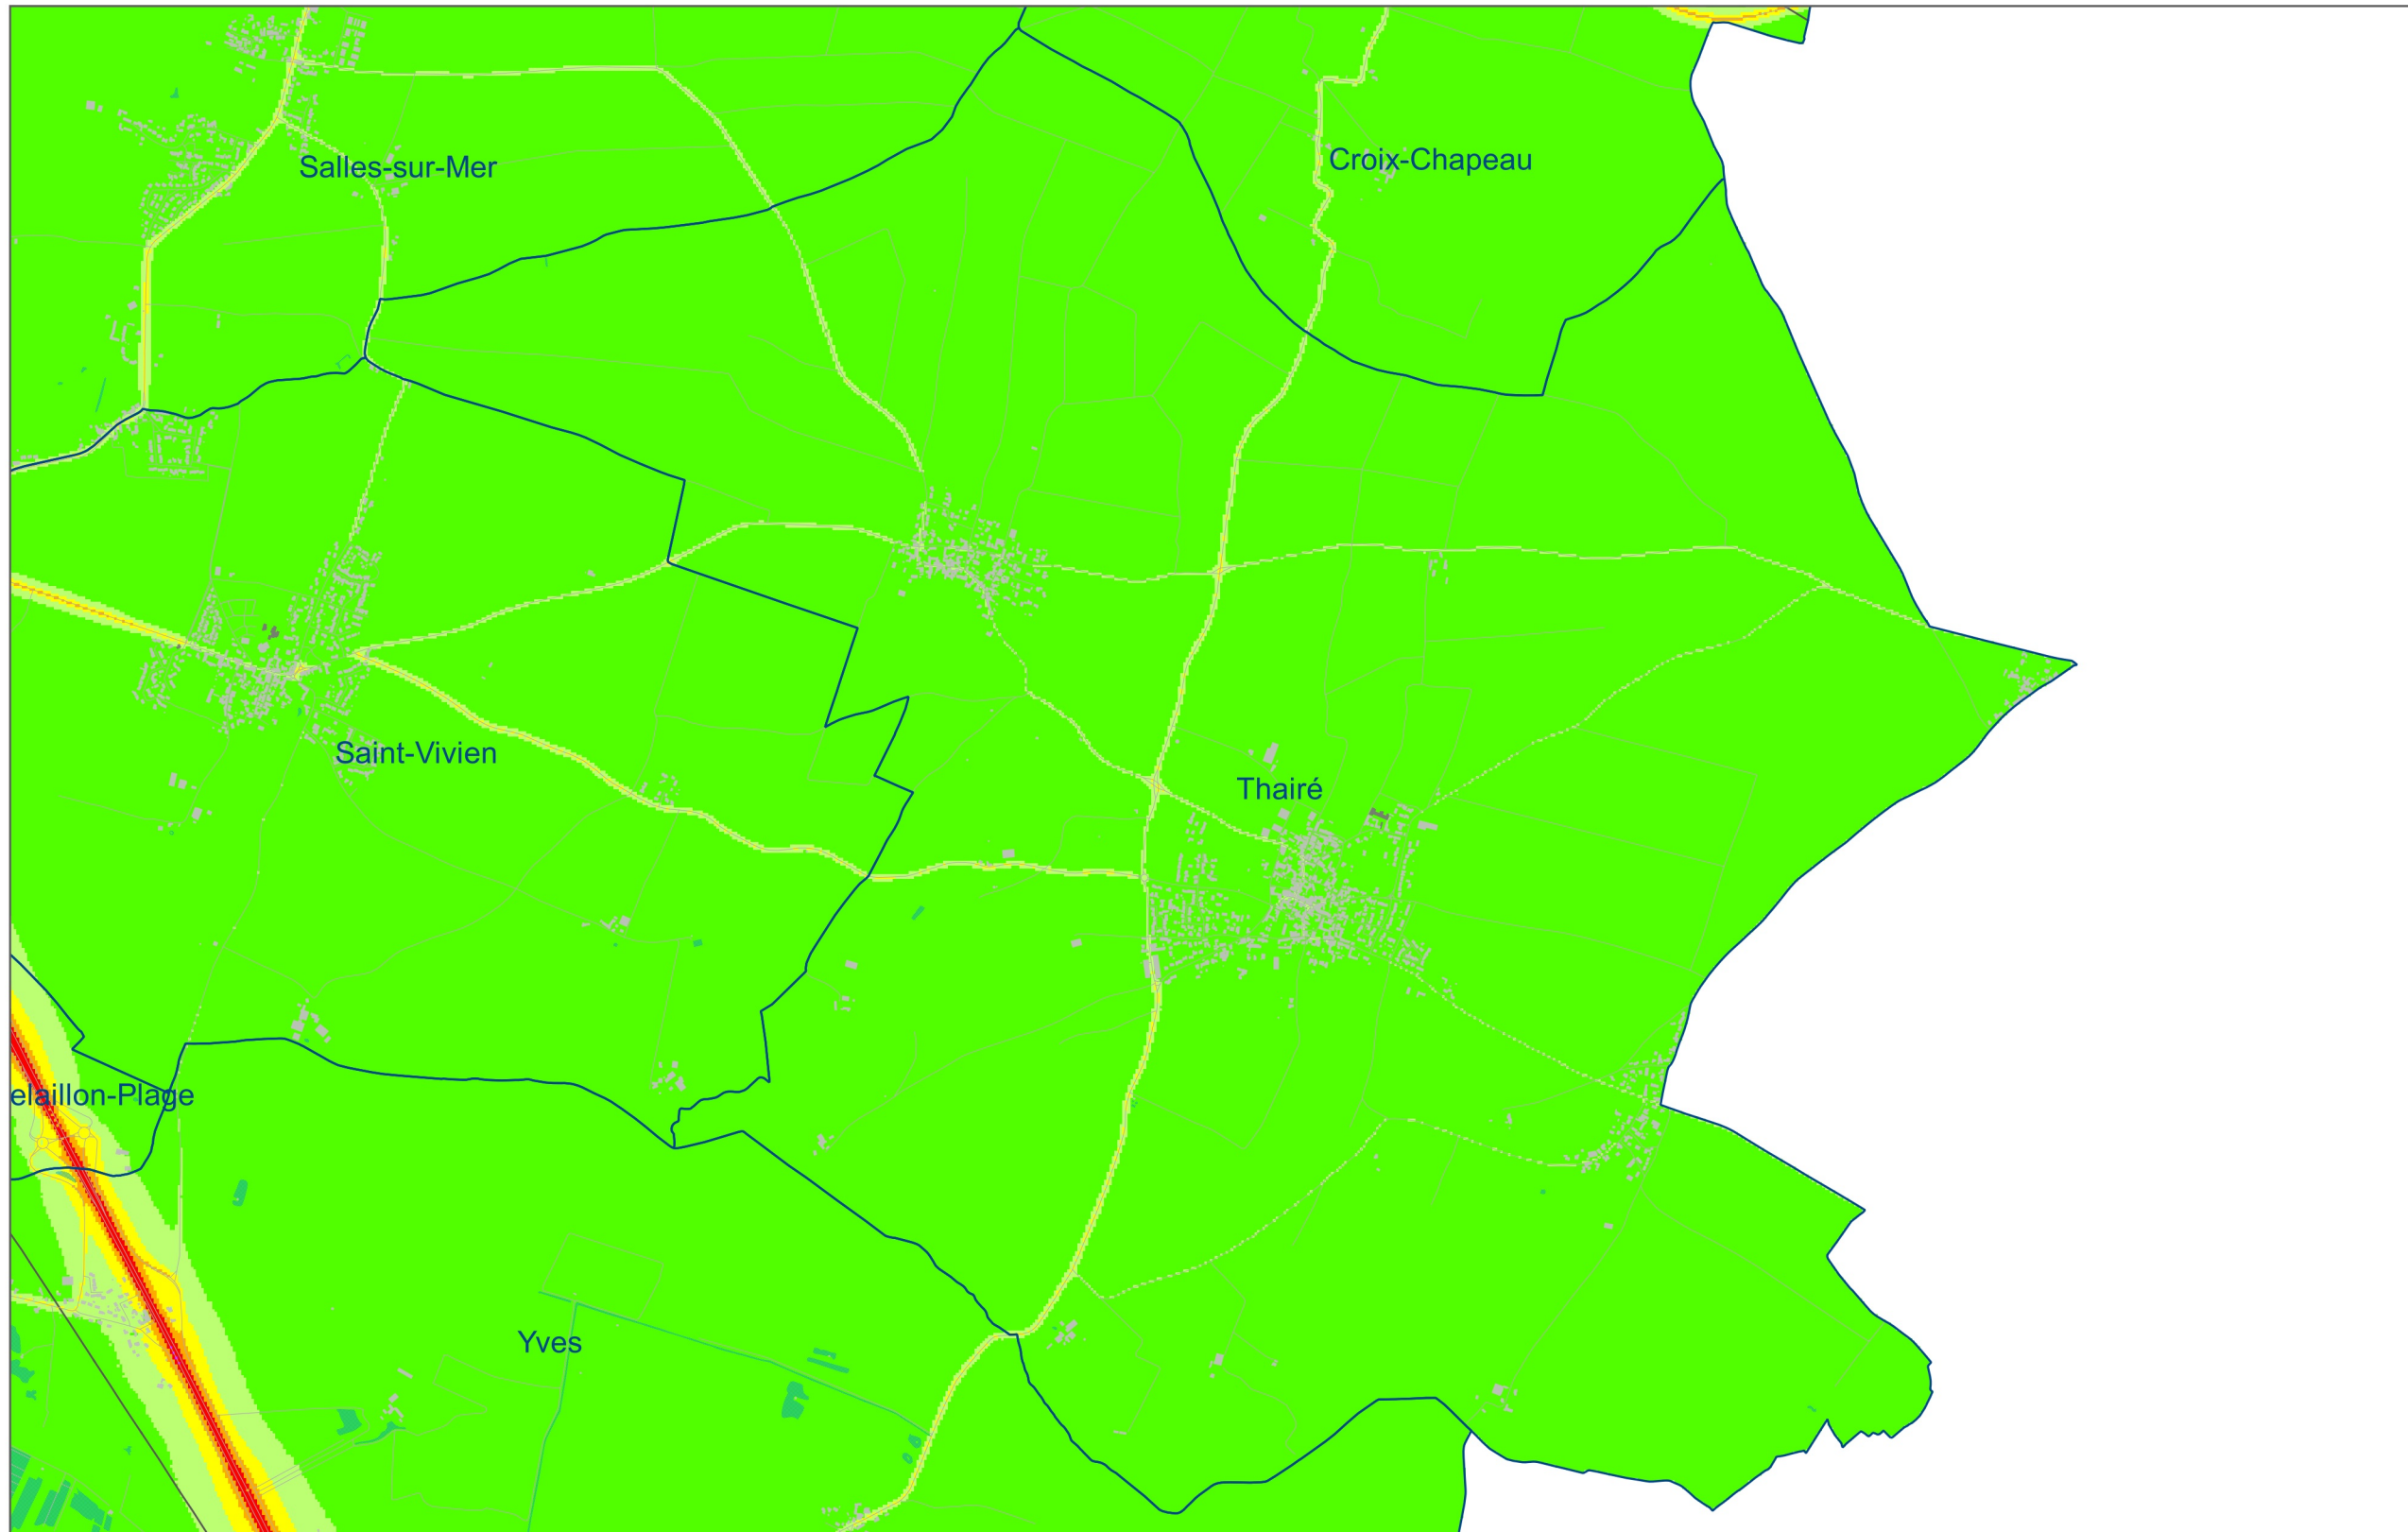 Croix-Chapeau
Salles-sur-Mer
Saint-Vivien
Thairé
elaillon-Plage
Yves